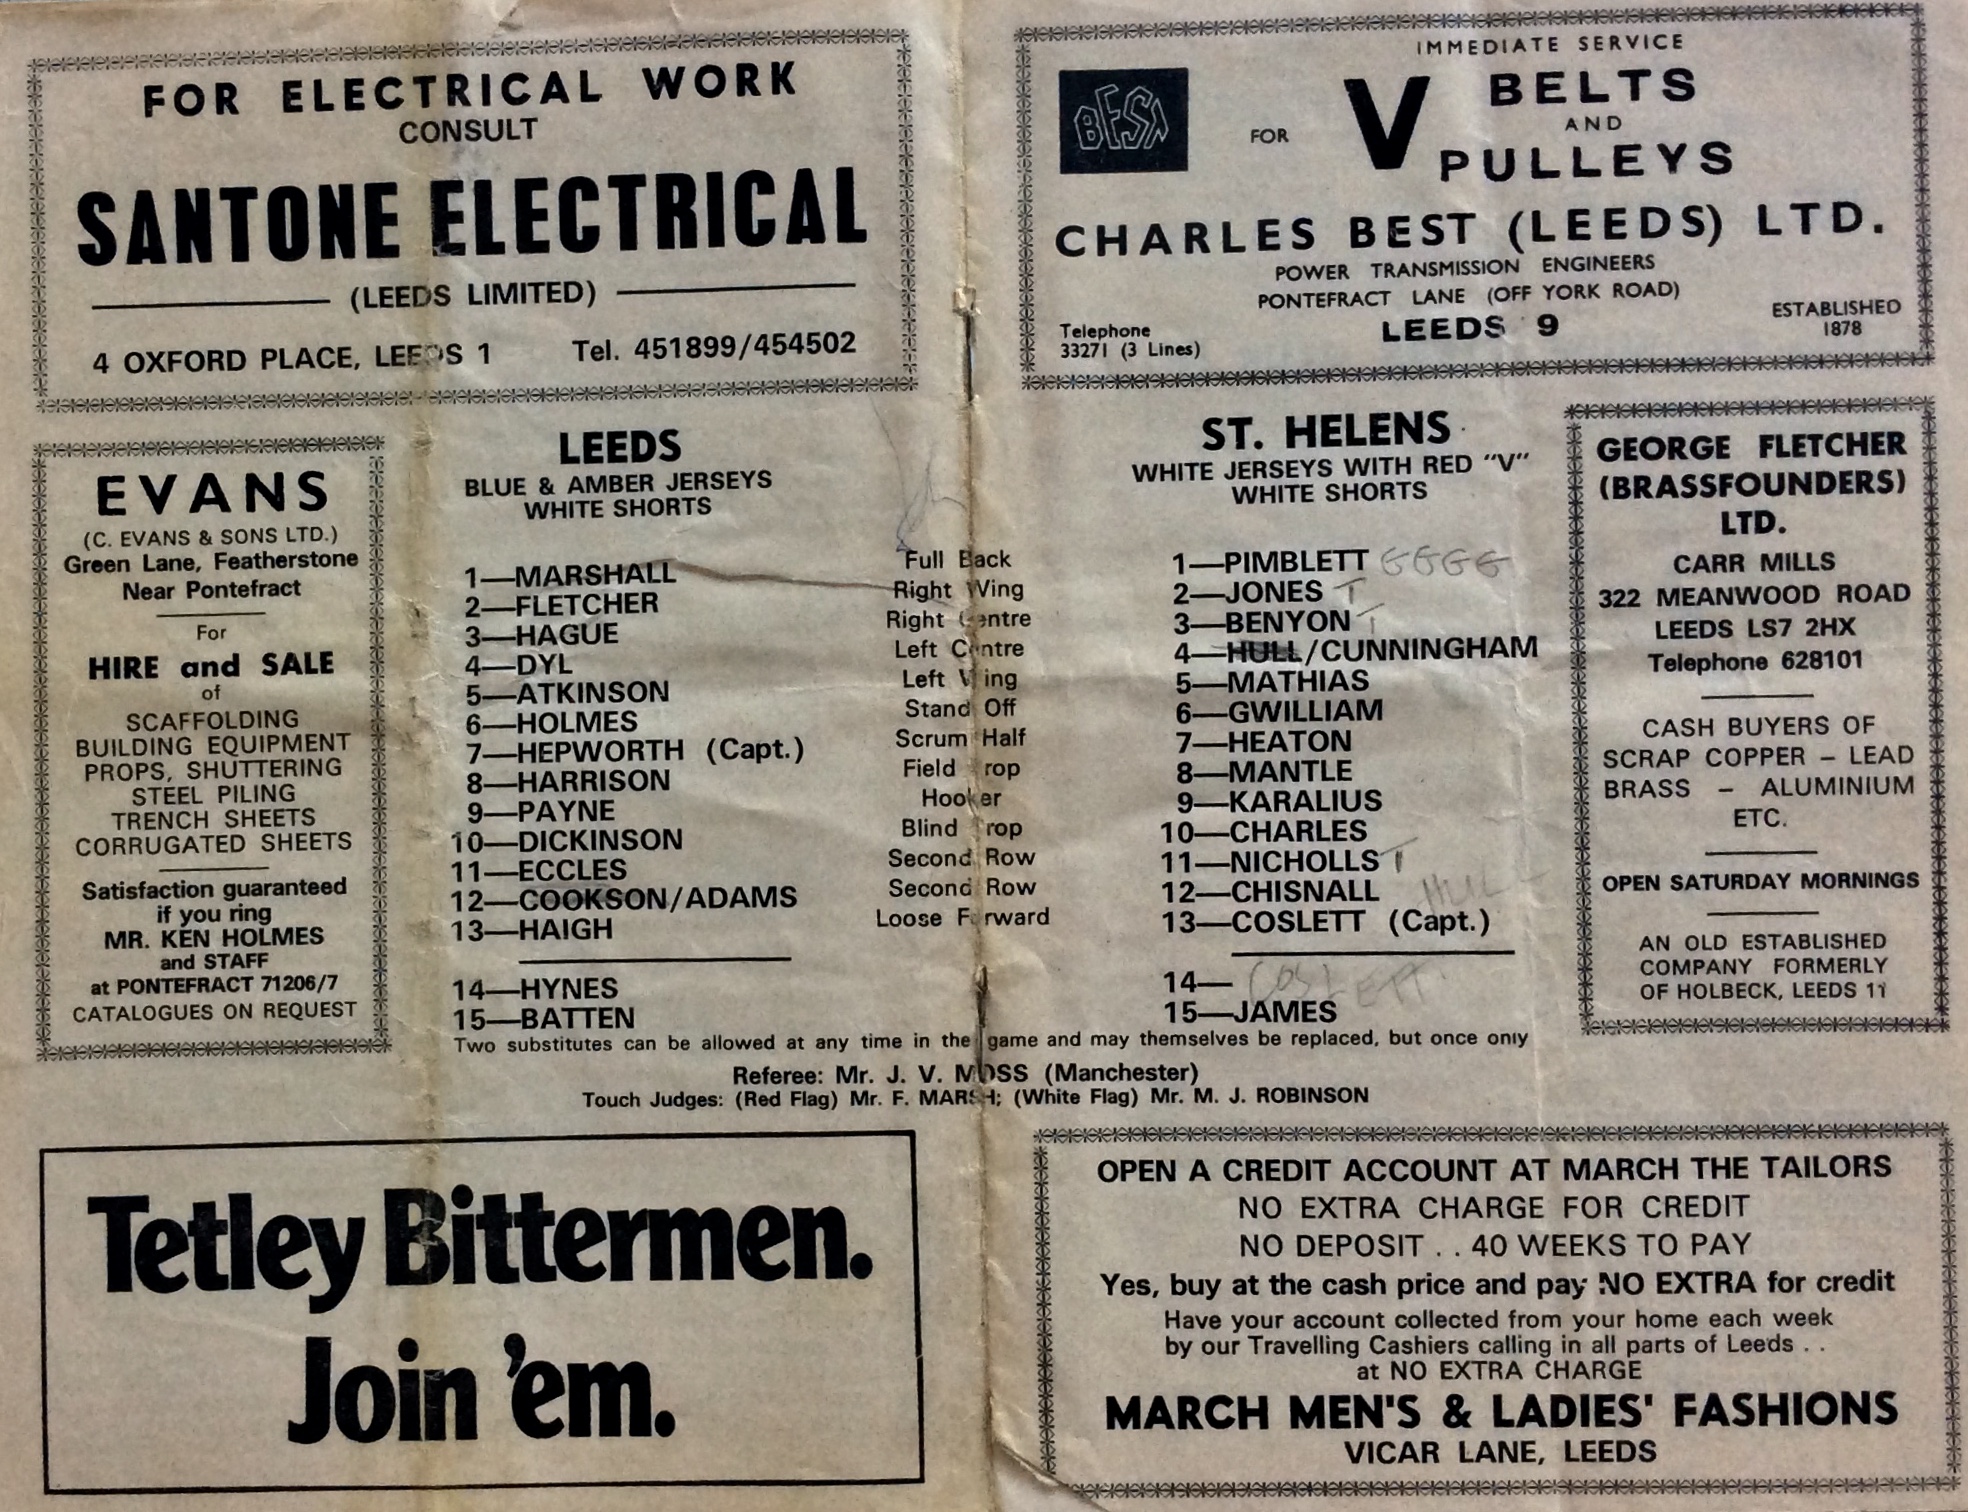 FOR ELECTRICAL WORK
CONSULT
SANTONE ELECTRICAL
(LEEDS LIMITED)
4 OXFORD PLACE, LEEDS 1 Tel. 451899/454502
IMMEDIATE SERVICE
BESA
FOR V BELTS
AND
PULLEYS
CHARLES BEST (LEEDS) LTD.
POWER TRANSMISSION ENGINEERS
PONTEFRACT LANE (OFF YORK ROAD)
LEEDS 9
Telephone
33271 (3 Lines)
ESTABLISHED
1878
EVANS
(C. EVANS & SONS LTD.)
Green Lane, Featherstone
Near Pontefract
For
HIRE and SALE
of
SCAFFOLDING
BUILDING EQUIPMENT
PROPS, SHUTTERING
STEEL PILING
TRENCH SHEETS
CORRUGATED SHEETS
Satisfaction guaranteed
if you ring
MR. KEN HOLMES
and STAFF
at PONTEFRACT 71206/7
CATALOGUES ON REQUEST
LEEDS
BLUE & AMBER JERSEYS
WHITE SHORTS
1—MARSHALL
2—FLETCHER
3—HAGUE
4—DYL
5—ATKINSON
6—HOLMES
7—HEPWORTH (Capt.)
8—HARRISON
9—PAYNE
10—DICKINSON
11—ECCLES
12—COOKSON/ADAMS
13—HAIGH
14—HYNES
15—BATTEN
Full Back
Right Wing
Right Centre
Left Centre
Left Wing
Stand Off
Scrum Half
Field Prop
Hooker
Blind Prop
Second Row
Second Row
Loose Forward
ST. HELENS
WHITE JERSEYS WITH RED "V"
WHITE SHORTS
1—PIMBLETT GGGG
2—JONES T
3—BENYON T
4—HULL/CUNNINGHAM
5—MATHIAS
6—GWILLIAM
7—HEATON
8—MANTLE
9—KARALIUS
10—CHARLES
11—NICHOLLS T
12—CHISNALL HULL
13—COSLETT (Capt.)
14— COSLETT
15—JAMES
Two substitutes can be allowed at any time in the game and may themselves be replaced, but once only
Referee: Mr. J. V. MOSS (Manchester)
Touch Judges: (Red Flag) Mr. F. MARSH; (White Flag) Mr. M. J. ROBINSON
GEORGE FLETCHER
(BRASSFOUNDERS)
LTD.
CARR MILLS
322 MEANWOOD ROAD
LEEDS LS7 2HX
Telephone 628101
CASH BUYERS OF
SCRAP COPPER – LEAD
BRASS – ALUMINIUM
ETC.
OPEN SATURDAY MORNINGS
AN OLD ESTABLISHED
COMPANY FORMERLY
OF HOLBECK, LEEDS 11
Tetley Bittermen.
Join 'em.
OPEN A CREDIT ACCOUNT AT MARCH THE TAILORS
NO EXTRA CHARGE FOR CREDIT
NO DEPOSIT . . 40 WEEKS TO PAY
Yes, buy at the cash price and pay NO EXTRA for credit
Have your account collected from your home each week
by our Travelling Cashiers calling in all parts of Leeds . .
at NO EXTRA CHARGE
MARCH MEN'S & LADIES' FASHIONS
VICAR LANE, LEEDS